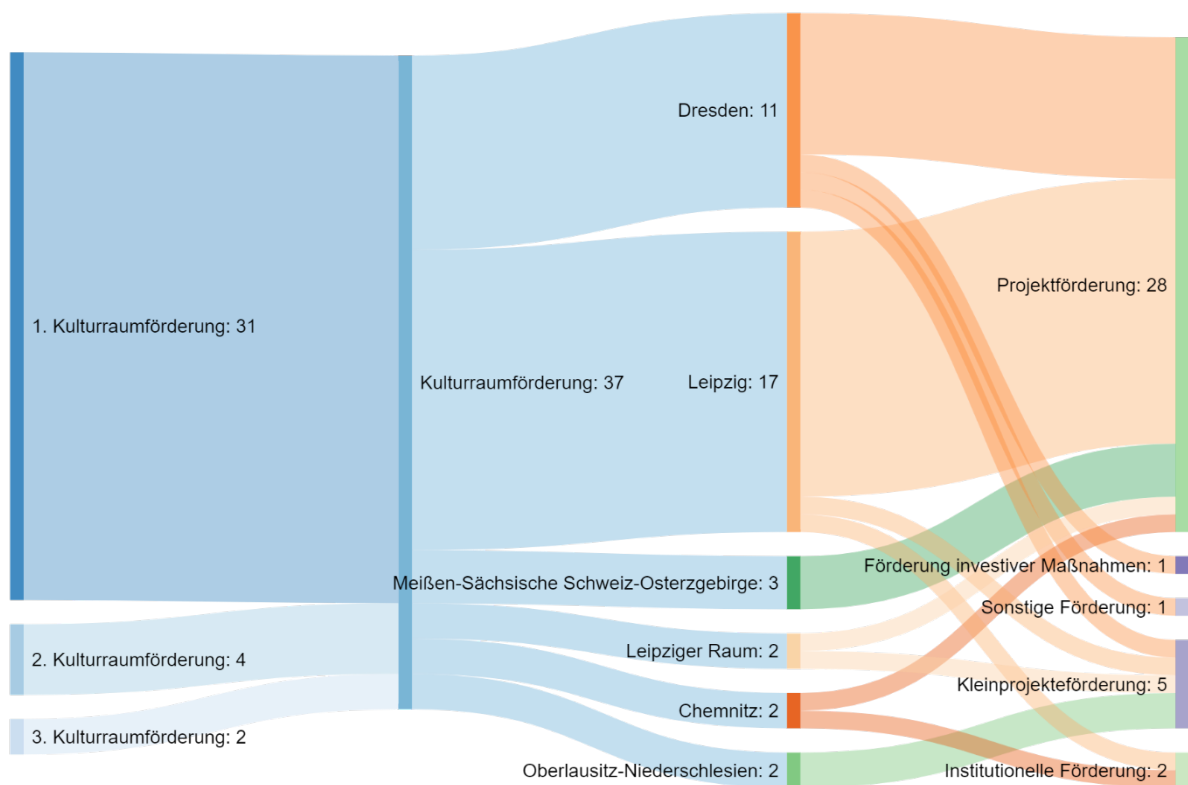 1. Kulturraumförderung: 31
2. Kulturraumförderung: 4
3. Kulturraumförderung: 2
Kulturraumförderung: 37
Dresden: 11
Leipzig: 17
Meißen-Sächsische Schweiz-Osterzgebirge: 3
Leipziger Raum: 2
Chemnitz: 2
Oberlausitz-Niederschlesien: 2
Projektförderung: 28
Förderung investiver Maßnahmen: 1
Sonstige Förderung: 1
Kleinprojekteförderung: 5
Institutionelle Förderung: 2